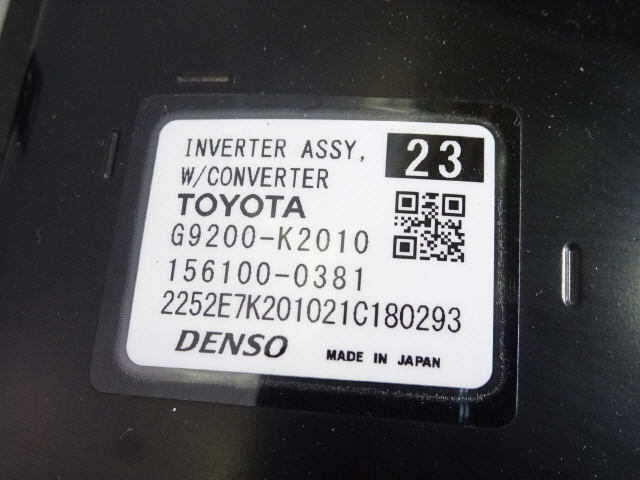 INVERTER ASSY, 23
W/CONVERTER
TOYOTA
G9200-K2010
156100-0381
2252E7K201021C180293
DENSO MADE IN JAPAN